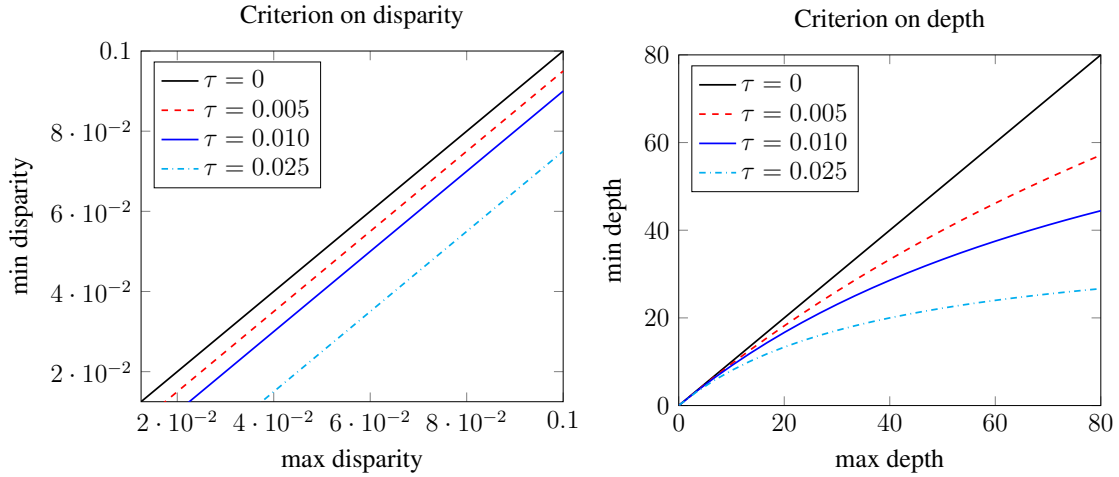 Criterion on disparity
0.1
8 · 10⁻²
6 · 10⁻²
4 · 10⁻²
2 · 10⁻²
min disparity
τ = 0
τ = 0.005
τ = 0.010
τ = 0.025
2 · 10⁻² 4 · 10⁻² 6 · 10⁻² 8 · 10⁻² 0.1
max disparity
Criterion on depth
80
60
40
20
0
min depth
τ = 0
τ = 0.005
τ = 0.010
τ = 0.025
0 20 40 60 80
max depth